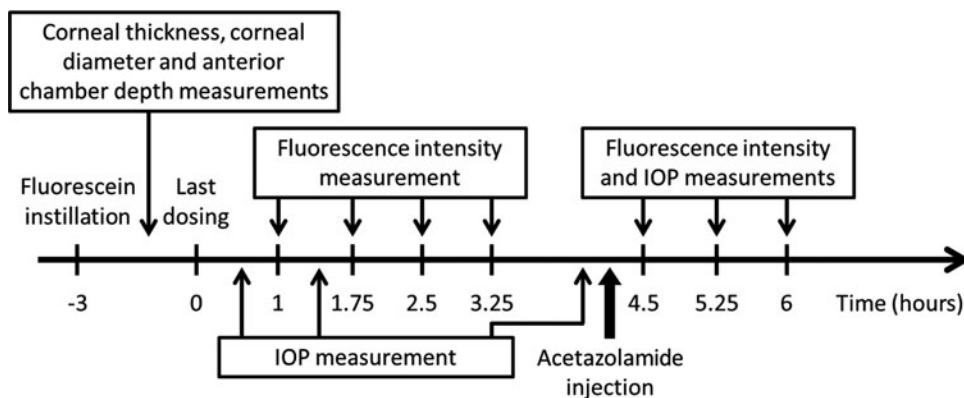 Corneal thickness, corneal
diameter and anterior
chamber depth measurements
Fluorescence intensity
measurement
Fluorescence intensity
and IOP measurements
Fluorescein
instillation
Last
dosing
-3 0 1 1.75 2.5 3.25 4.5 5.25 6 Time (hours)
IOP measurement
Acetazolamide
injection